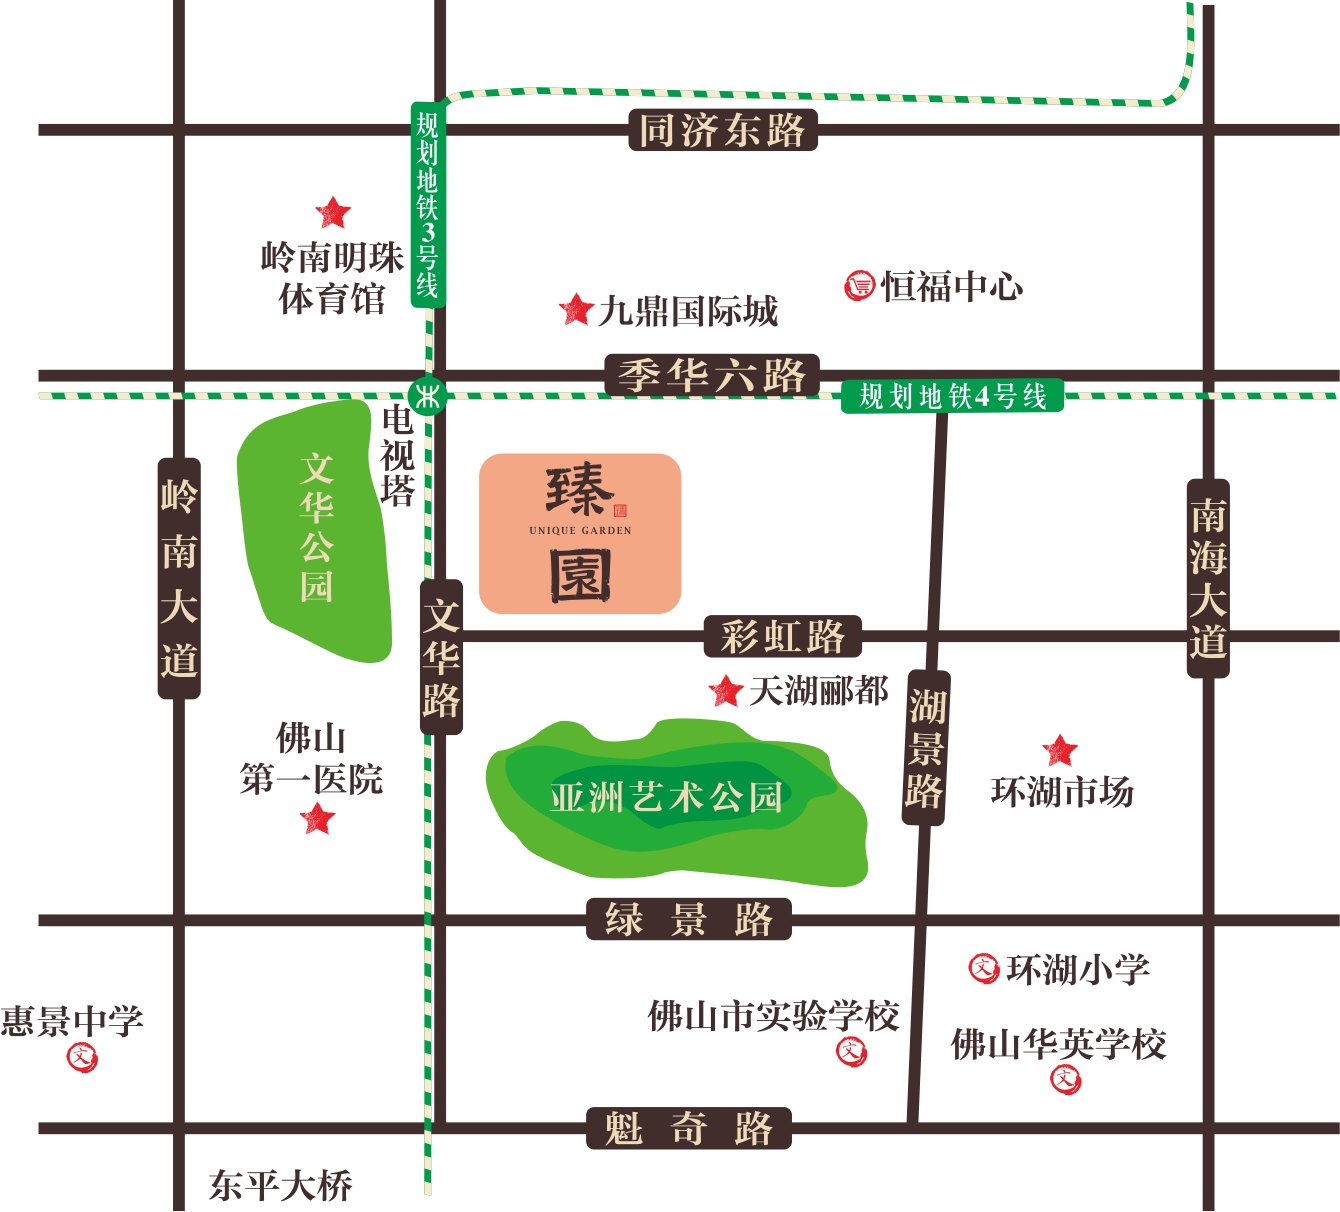 同济东路
规划地铁3号线
岭南明珠
体育馆
恒福中心
九鼎国际城
季华六路
规划地铁4号线
电视塔
文华公园
臻
UNIQUE GARDEN
園
岭南大道
南海大道
文华路
彩虹路
天湖郦都
湖景路
佛山
第一医院
亚洲艺术公园
环湖市场
绿景路
文
环湖小学
惠景中学
文
佛山市实验学校
文
佛山华英学校
文
魁奇路
东平大桥